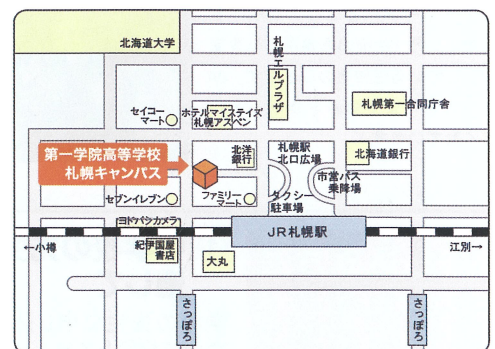 北海道大学
札幌エルプラザ
セイコー
マート
ホテルマイステイズ
札幌アスペン
札幌第一合同庁舎
第一学院高等学校
札幌キャンパス
北洋
銀行
札幌駅
北口広場
北海道銀行
市営バス
乗降場
セブンイレブン
ファミリー
マート
タクシー
駐車場
ヨドバシカメラ
JR札幌駅
←小樽
紀伊國屋
書店
大丸
江別→
さっぽろ
さっぽろ